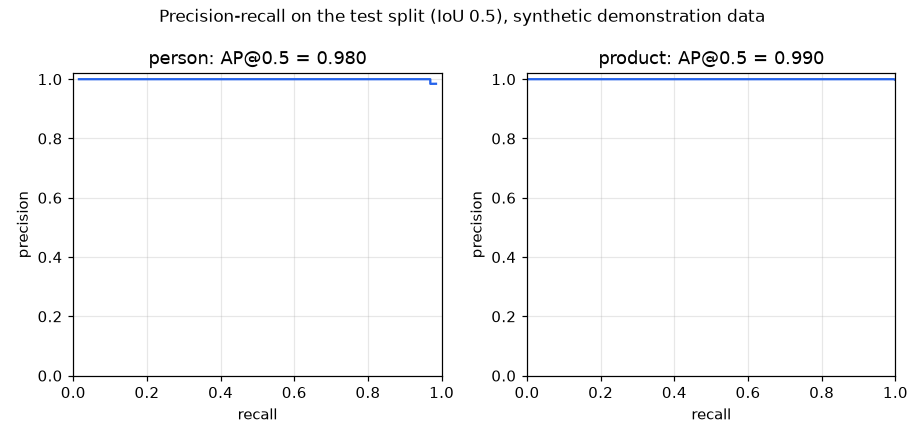 Precision-recall on the test split (IoU 0.5), synthetic demonstration data
person: AP@0.5 = 0.980
1.0
0.8
0.6
0.4
0.2
0.0
precision
0.0 0.2 0.4 0.6 0.8 1.0
recall
product: AP@0.5 = 0.990
1.0
0.8
0.6
0.4
0.2
0.0
precision
0.0 0.2 0.4 0.6 0.8 1.0
recall